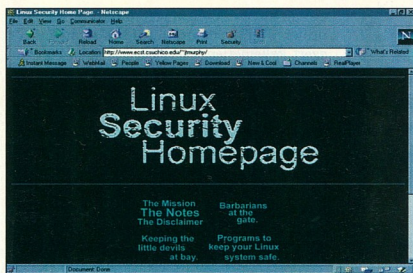 Linux Security Home Page - Netscape
File Edit View Go Communicator Help
Back Reload Home Search Netscape Print Security
Bookmarks Location: http://www.ecst.csuchico.edu/~jtmurphy/ What's Related
Instant Message WebMail People Yellow Pages Download New & Cool Channels RealPlayer
Linux
Security
Homepage
The Mission
The Notes
The Disclaimer
Barbarians
at the
gate.
Keeping the
little devils
at bay.
Programs to
keep your Linux
system safe.
Document: Done